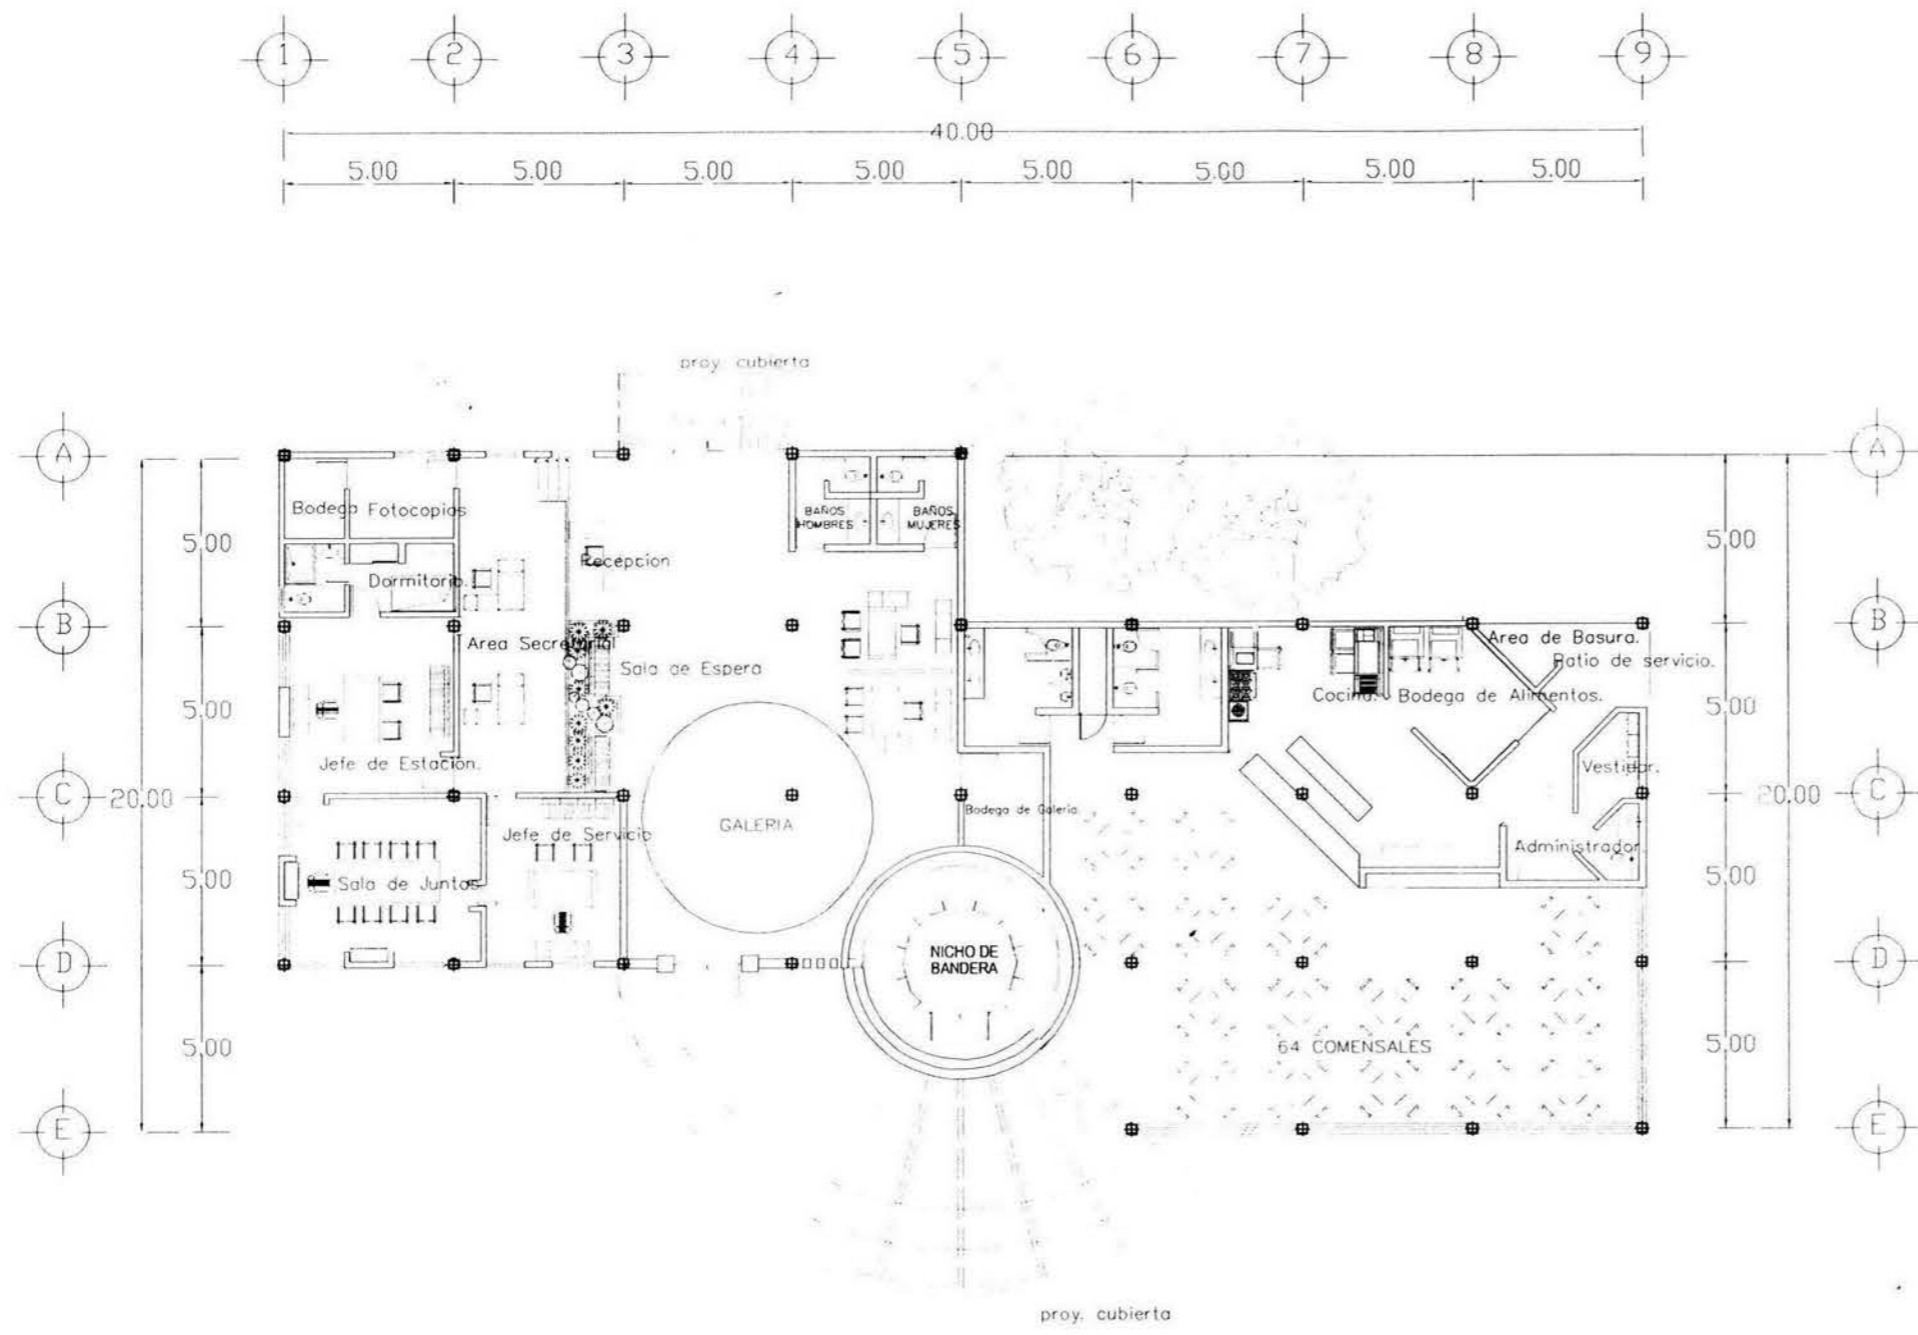 1 2 3 4 5 6 7 8 9
40.00
5.00 5.00 5.00 5.00 5.00 5.00 5.00 5.00
proy. cubierta
A A
Bodega Fotocopias
BAÑOS HOMBRES
BAÑOS MUJERES
5.00 5.00
Recepcion
Dormitorio.
B B
Area Secretarial
Sala de Espera
Area de Basura.
Patio de servicio.
Cocina. Bodega de Alimentos.
5.00 5.00
Jefe de Estación.
Vestidor.
C 20.00 20.00 C
Bodega de Galeria
GALERIA
Jefe de Servicio
Administrador.
5.00 5.00
Sala de Juntas
NICHO DE
BANDERA
D D
5.00 5.00
64 COMENSALES
E E
proy. cubierta